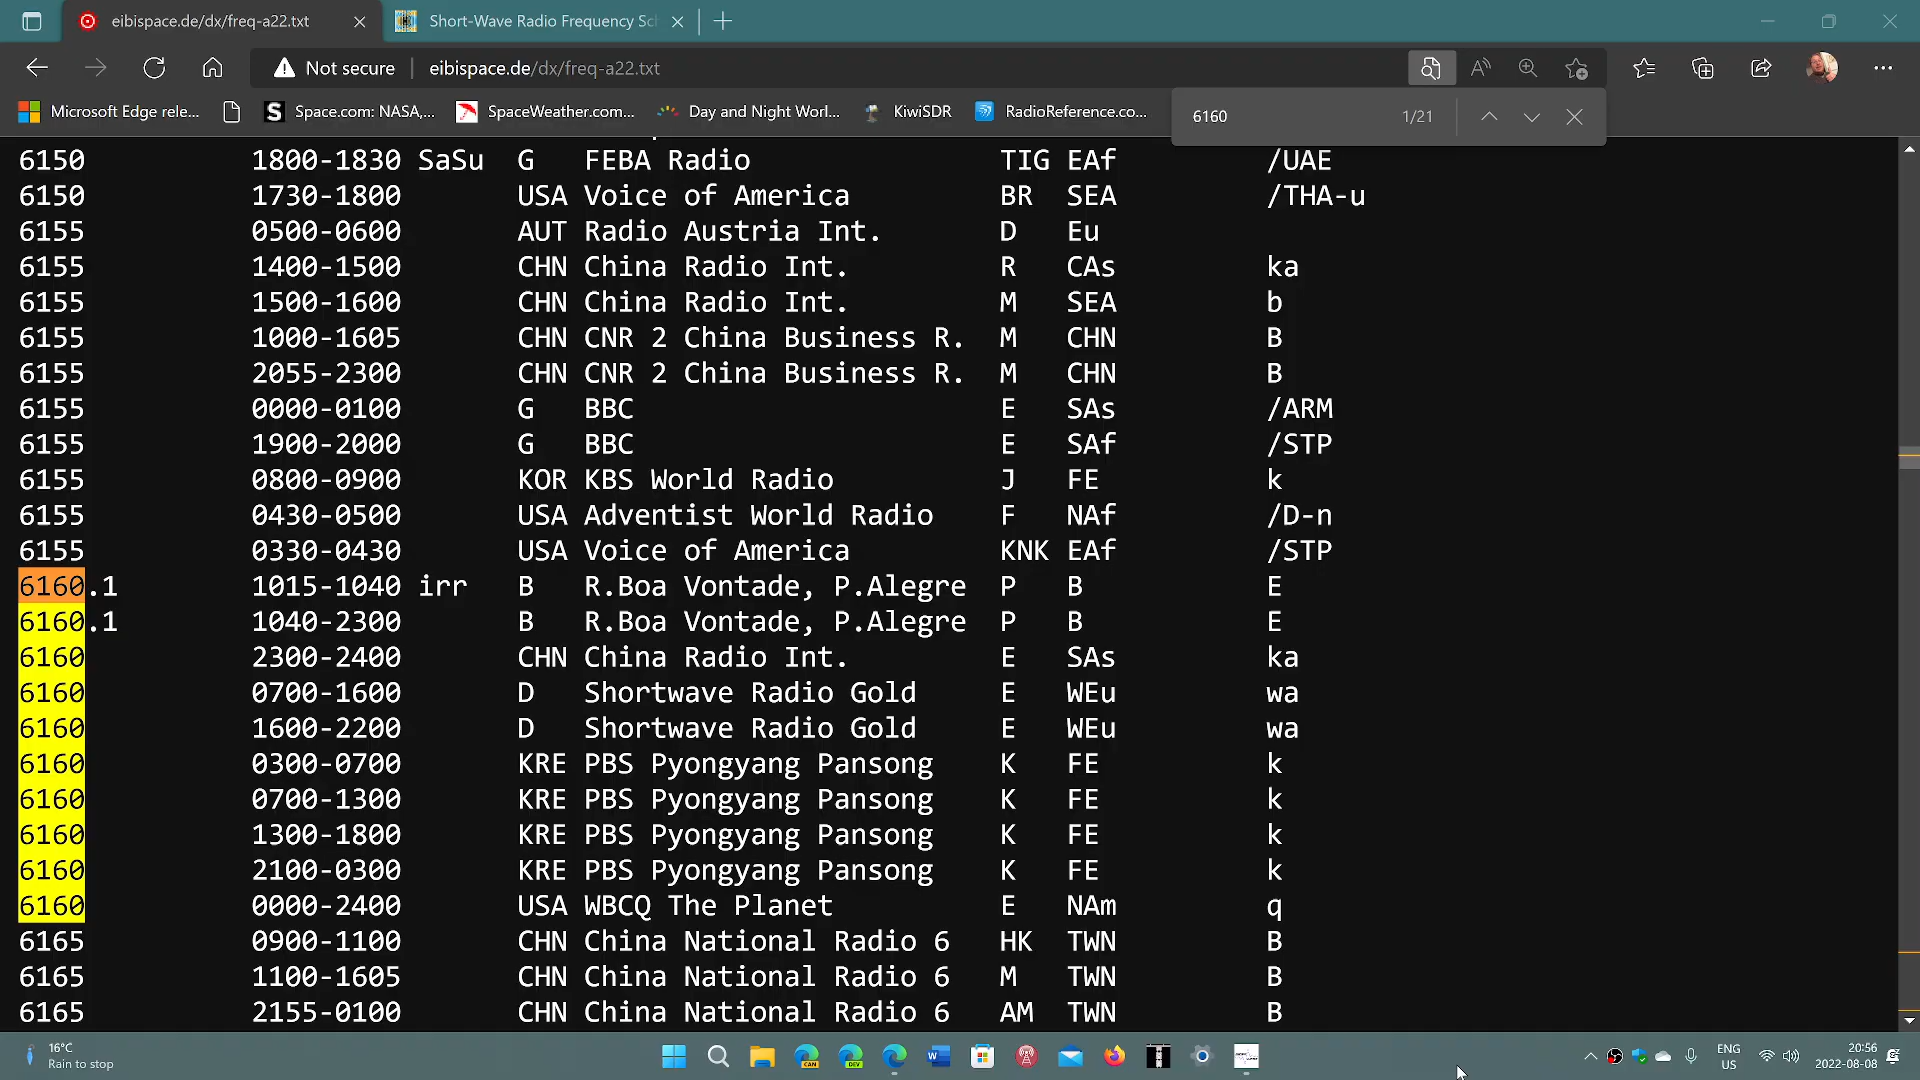 eibispace.de/dx/freq-a22.txt
Short-Wave Radio Frequency Sc
Not secure
eibispace.de/dx/freq-a22.txt
Microsoft Edge rele...
Space.com: NASA,...
SpaceWeather.com...
Day and Night Worl...
KiwiSDR
RadioReference.co...
6160 1/21
6150 1800-1830 SaSu G FEBA Radio TIG EAf /UAE
6150 1730-1800 USA Voice of America BR SEA /THA-u
6155 0500-0600 AUT Radio Austria Int. D Eu
6155 1400-1500 CHN China Radio Int. R CAs ka
6155 1500-1600 CHN China Radio Int. M SEA b
6155 1000-1605 CHN CNR 2 China Business R. M CHN B
6155 2055-2300 CHN CNR 2 China Business R. M CHN B
6155 0000-0100 G BBC E SAs /ARM
6155 1900-2000 G BBC E SAf /STP
6155 0800-0900 KOR KBS World Radio J FE k
6155 0430-0500 USA Adventist World Radio F NAf /D-n
6155 0330-0430 USA Voice of America KNK EAf /STP
6160.1 1015-1040 irr B R.Boa Vontade, P.Alegre P B E
6160.1 1040-2300 B R.Boa Vontade, P.Alegre P B E
6160 2300-2400 CHN China Radio Int. E SAs ka
6160 0700-1600 D Shortwave Radio Gold E WEu wa
6160 1600-2200 D Shortwave Radio Gold E WEu wa
6160 0300-0700 KRE PBS Pyongyang Pansong K FE k
6160 0700-1300 KRE PBS Pyongyang Pansong K FE k
6160 1300-1800 KRE PBS Pyongyang Pansong K FE k
6160 2100-0300 KRE PBS Pyongyang Pansong K FE k
6160 0000-2400 USA WBCQ The Planet E NAm q
6165 0900-1100 CHN China National Radio 6 HK TWN B
6165 1100-1605 CHN China National Radio 6 M TWN B
6165 2155-0100 CHN China National Radio 6 AM TWN B
16°C
Rain to stop
CAN
DEV
ENG
US
20:56
2022-08-08